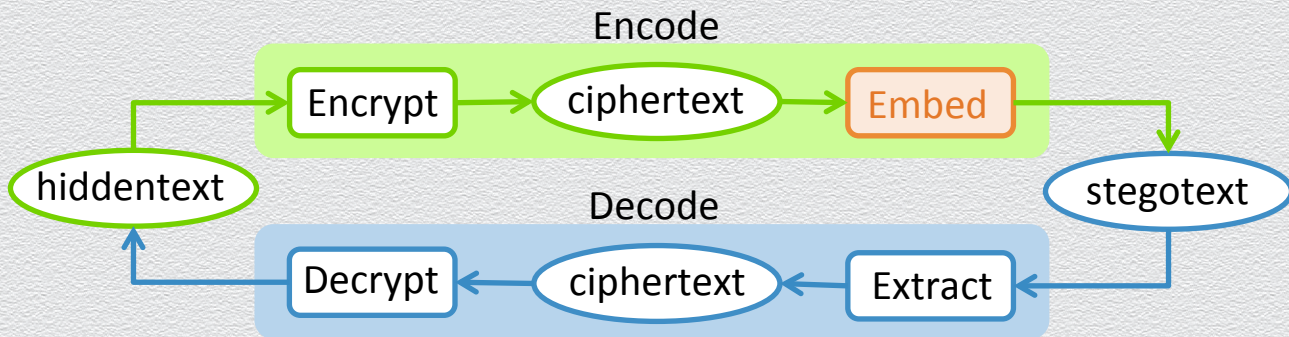 Encode
Encrypt
ciphertext
Embed
hiddentext
stegotext
Decode
Decrypt
ciphertext
Extract